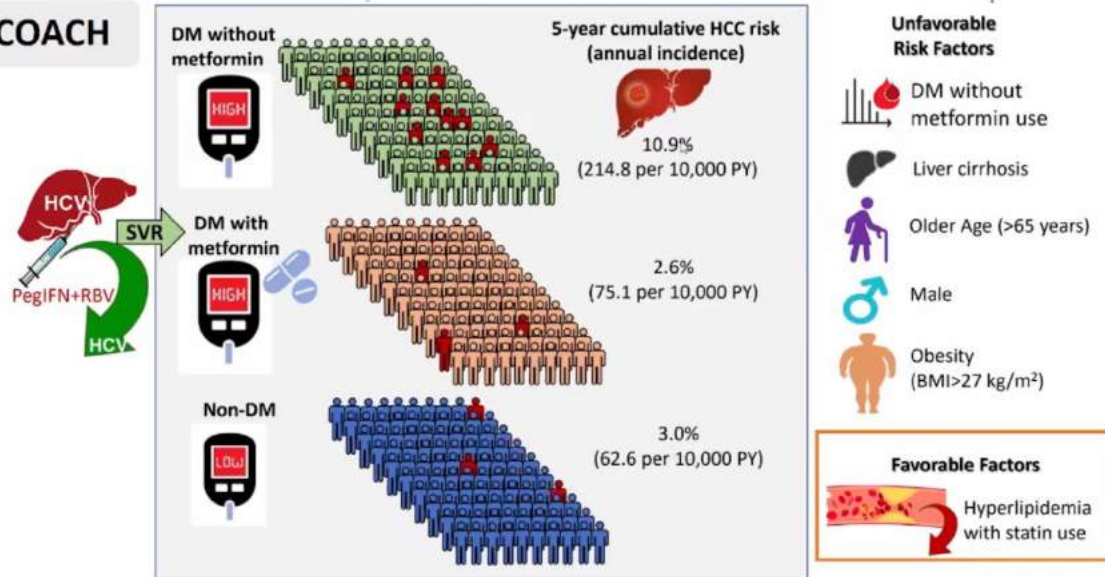 COACH
HCV
SVR
PegIFN+RBV
HCV
DM without
metformin
HIGH
DM with
metformin
HIGH
Non-DM
LOW
5-year cumulative HCC risk
(annual incidence)
10.9%
(214.8 per 10,000 PY)
2.6%
(75.1 per 10,000 PY)
3.0%
(62.6 per 10,000 PY)
Unfavorable
Risk Factors
DM without
metformin use
Liver cirrhosis
Older Age (>65 years)
Male
Obesity
(BMI>27 kg/m²)
Favorable Factors
Hyperlipidemia
with statin use